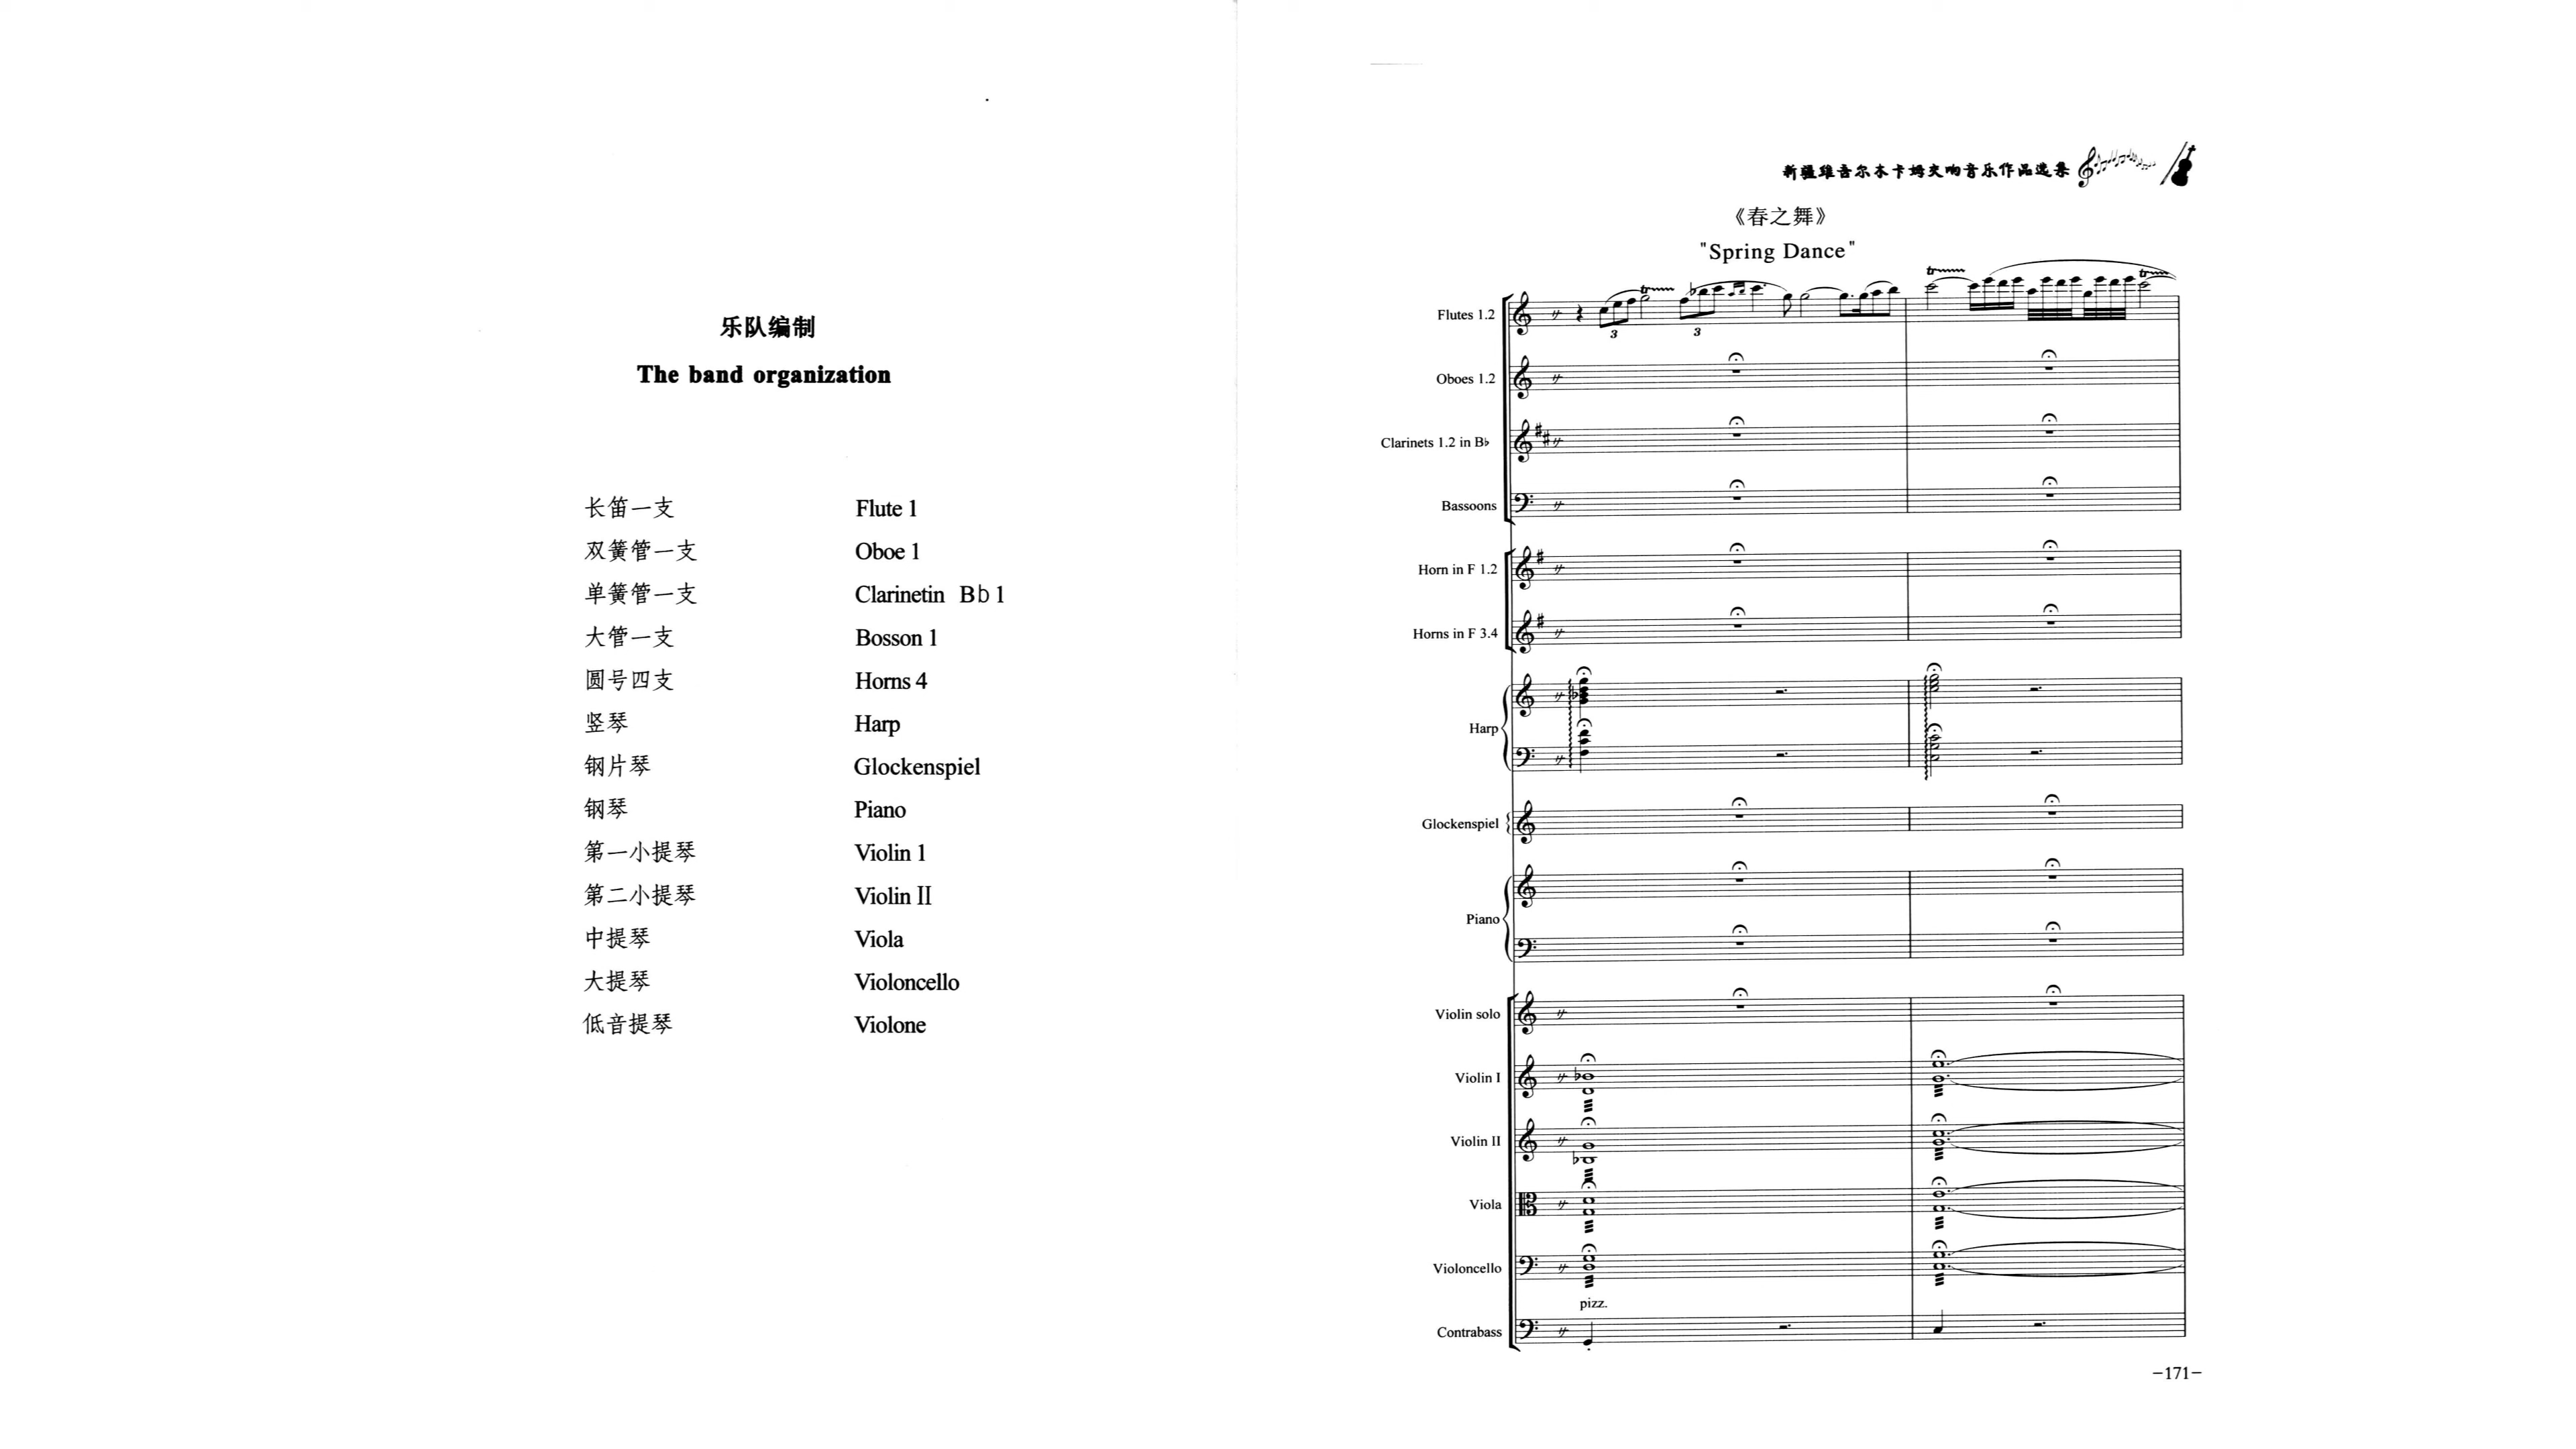 乐队编制
The band organization
长笛一支 Flute 1
双簧管一支 Oboe 1
单簧管一支 Clarinetin Bb 1
大管一支 Bosson 1
圆号四支 Horns 4
竖琴 Harp
钢片琴 Glockenspiel
钢琴 Piano
第一小提琴 Violin 1
第二小提琴 Violin II
中提琴 Viola
大提琴 Violoncello
低音提琴 Violone
新疆维吾尔木卡姆交响音乐作品选集
《春之舞》
"Spring Dance"
Flutes 1.2
3 3
Oboes 1.2
Clarinets 1.2 in B♭
Bassoons
Horn in F 1.2
Horns in F 3.4
Harp
Glockenspiel
Piano
Violin solo
Violin I
Violin II
Viola
Violoncello
pizz.
Contrabass
–171–